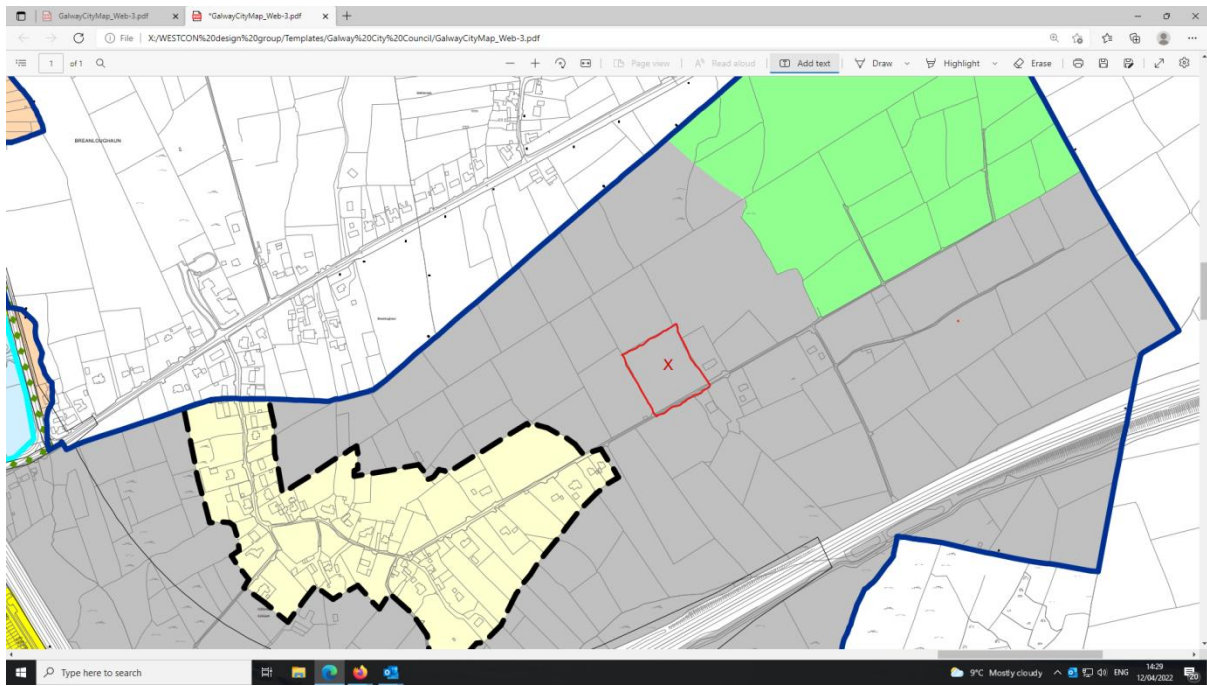 GalwayCityMap_Web-3.pdf
*GalwayCityMap_Web-3.pdf
File X:/WESTCON%20design%20group/Templates/Galway%20City%20Council/GalwayCityMap_Web-3.pdf
1 of 1 Page view Read aloud Add text Draw Highlight Erase
BREANLOUGHAUN
X
Type here to search
9°C Mostly cloudy ENG 14:29
12/04/2022
20